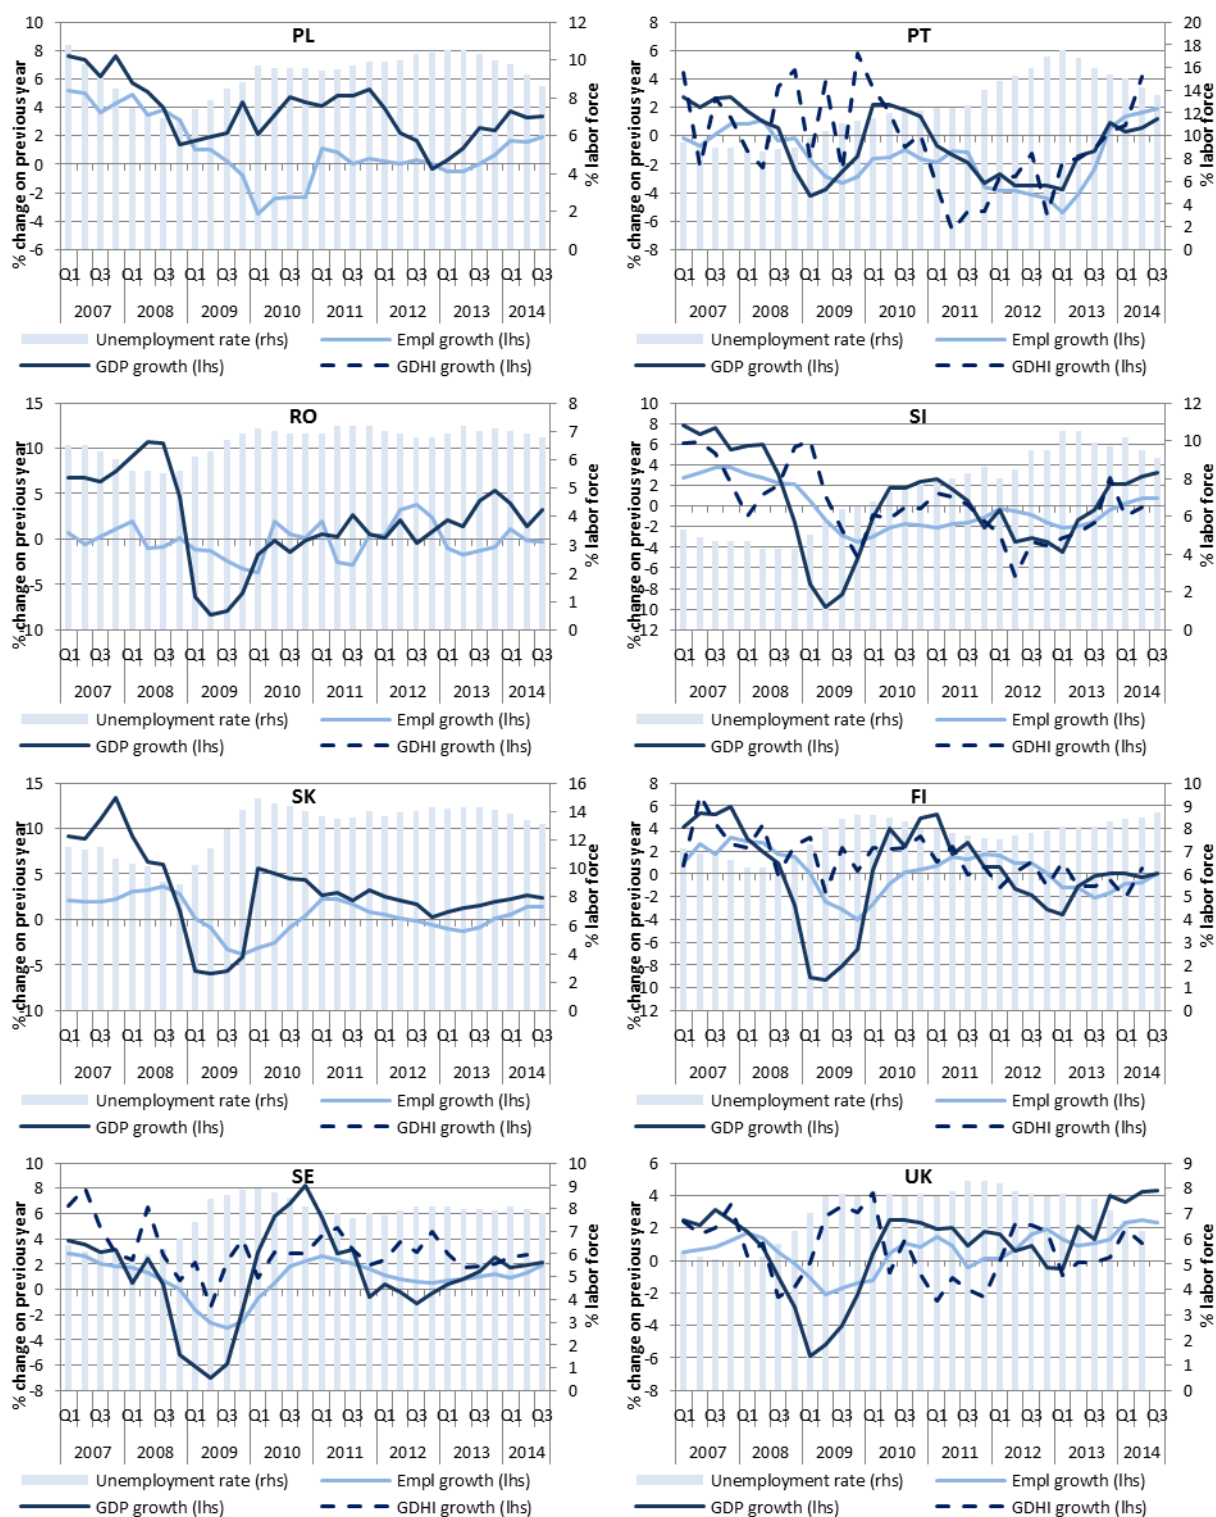 PL
% change on previous year
10
8
6
4
2
0
-2
-4
-6
12
10
8
6
4
2
0
% labor force
Q1 Q3 Q1 Q3 Q1 Q3 Q1 Q3 Q1 Q3 Q1 Q3 Q1 Q3 Q1 Q3
2007 2008 2009 2010 2011 2012 2013 2014
Unemployment rate (rhs) Empl growth (lhs)
GDP growth (lhs) GDHI growth (lhs)
PT
% change on previous year
8
6
4
2
0
-2
-4
-6
-8
20
18
16
14
12
10
8
6
4
2
0
% labor force
Q1 Q3 Q1 Q3 Q1 Q3 Q1 Q3 Q1 Q3 Q1 Q3 Q1 Q3 Q1 Q3
2007 2008 2009 2010 2011 2012 2013 2014
Unemployment rate (rhs) Empl growth (lhs)
GDP growth (lhs) GDHI growth (lhs)
RO
% change on previous year
15
10
5
0
-5
-10
8
7
6
5
4
3
2
1
0
% labor force
Q1 Q3 Q1 Q3 Q1 Q3 Q1 Q3 Q1 Q3 Q1 Q3 Q1 Q3 Q1 Q3
2007 2008 2009 2010 2011 2012 2013 2014
Unemployment rate (rhs) Empl growth (lhs)
GDP growth (lhs) GDHI growth (lhs)
SI
% change on previous year
10
8
6
4
2
0
-2
-4
-6
-8
-10
-12
12
10
8
6
4
2
0
% labor force
Q1 Q3 Q1 Q3 Q1 Q3 Q1 Q3 Q1 Q3 Q1 Q3 Q1 Q3 Q1 Q3
2007 2008 2009 2010 2011 2012 2013 2014
Unemployment rate (rhs) Empl growth (lhs)
GDP growth (lhs) GDHI growth (lhs)
SK
% change on previous year
15
10
5
0
-5
-10
16
14
12
10
8
6
4
2
0
% labor force
Q1 Q3 Q1 Q3 Q1 Q3 Q1 Q3 Q1 Q3 Q1 Q3 Q1 Q3 Q1 Q3
2007 2008 2009 2010 2011 2012 2013 2014
Unemployment rate (rhs) Empl growth (lhs)
GDP growth (lhs) GDHI growth (lhs)
FI
% change on previous year
8
6
4
2
0
-2
-4
-6
-8
-10
-12
10
9
8
7
6
5
4
3
2
1
0
% labor force
Q1 Q3 Q1 Q3 Q1 Q3 Q1 Q3 Q1 Q3 Q1 Q3 Q1 Q3 Q1 Q3
2007 2008 2009 2010 2011 2012 2013 2014
Unemployment rate (rhs) Empl growth (lhs)
GDP growth (lhs) GDHI growth (lhs)
SE
% change on previous year
10
8
6
4
2
0
-2
-4
-6
-8
10
9
8
7
6
5
4
3
2
1
0
% labor force
Q1 Q3 Q1 Q3 Q1 Q3 Q1 Q3 Q1 Q3 Q1 Q3 Q1 Q3 Q1 Q3
2007 2008 2009 2010 2011 2012 2013 2014
Unemployment rate (rhs) Empl growth (lhs)
GDP growth (lhs) GDHI growth (lhs)
UK
% change on previous year
6
4
2
0
-2
-4
-6
-8
9
8
7
6
5
4
3
2
1
0
% labor force
Q1 Q3 Q1 Q3 Q1 Q3 Q1 Q3 Q1 Q3 Q1 Q3 Q1 Q3 Q1 Q3
2007 2008 2009 2010 2011 2012 2013 2014
Unemployment rate (rhs) Empl growth (lhs)
GDP growth (lhs) GDHI growth (lhs)